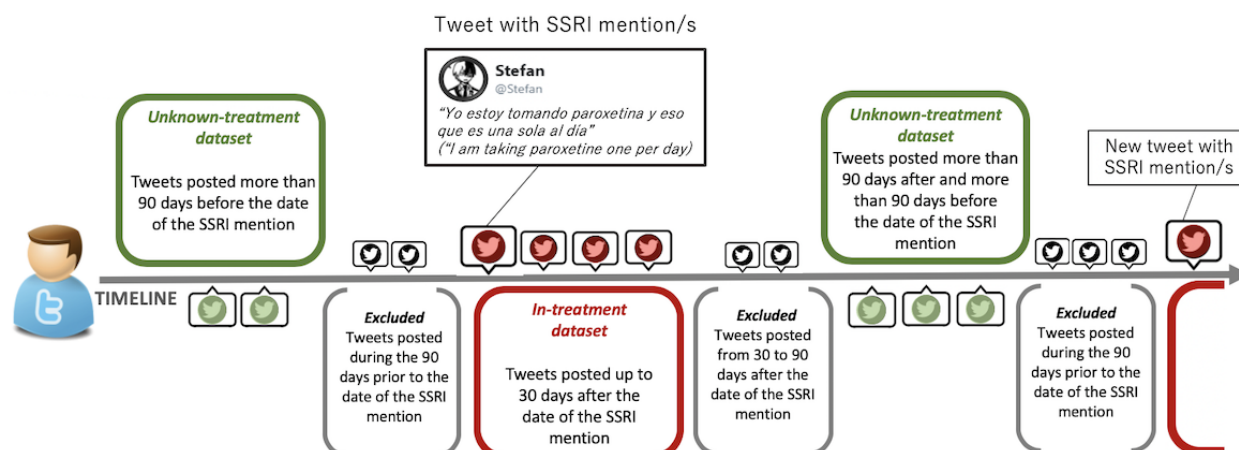 Tweet with SSRI mention/s
Stefan
@Stefan
“Yo estoy tomando paroxetina y eso
que es una sola al día”
(“I am taking paroxetine one per day)
Unknown-treatment
dataset
Tweets posted more than
90 days before the date
of the SSRI mention
Unknown-treatment
dataset
Tweets posted more than
90 days after and more
than 90 days before
the date of the SSRI
mention
New tweet with
SSRI mention/s
TIMELINE
Excluded
Tweets posted
during the 90
days prior to the
date of the SSRI
mention
In-treatment
dataset
Tweets posted up to
30 days after the
date of the SSRI
mention
Excluded
Tweets posted
from 30 to 90
days after the
date of the SSRI
mention
Excluded
Tweets posted
during the 90
days prior to the
date of the SSRI
mention